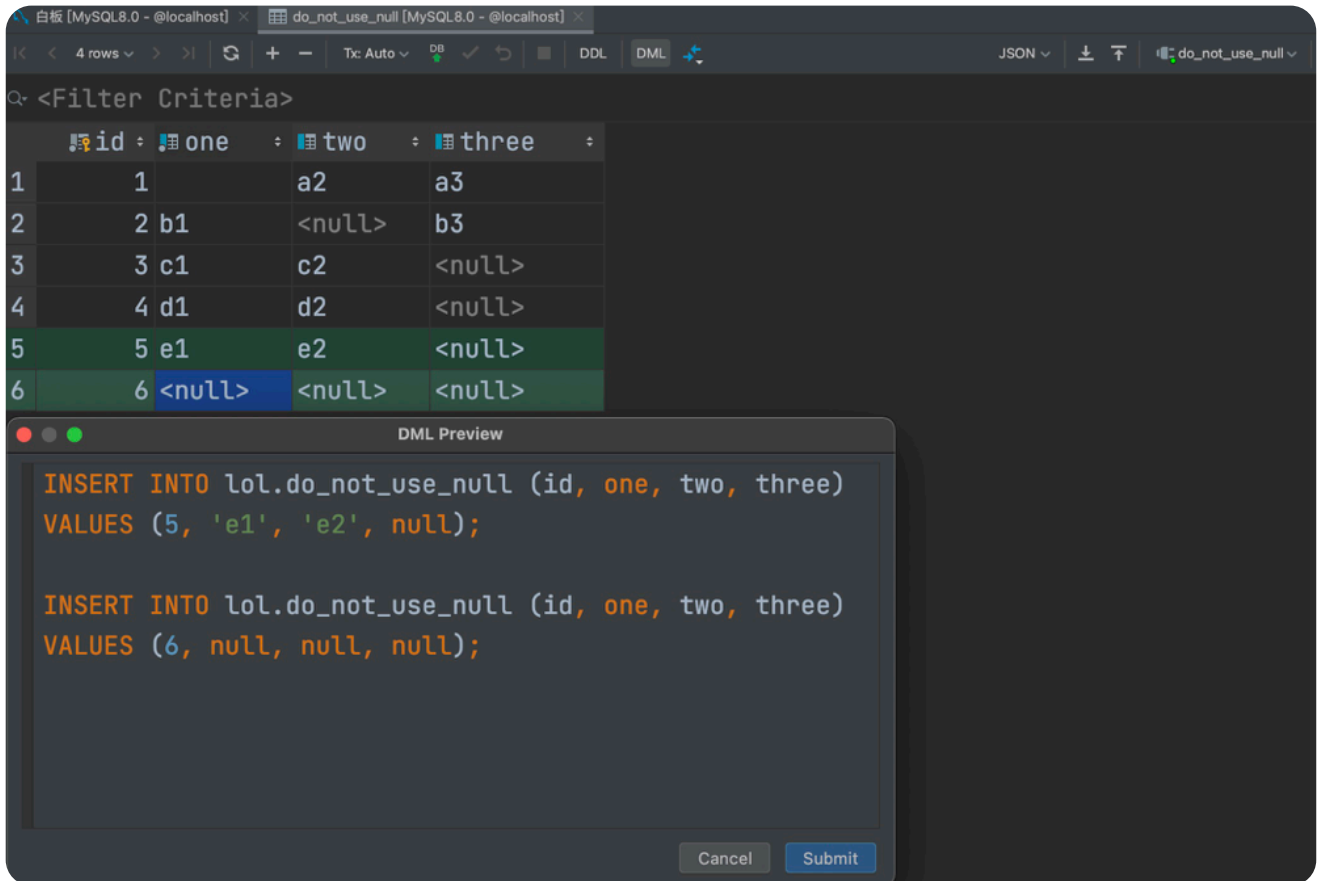 白板 [MySQL8.0 - @localhost] do_not_use_null [MySQL8.0 - @localhost]
4 rows Tx: Auto DB DDL DML JSON do_not_use_null
<Filter Criteria>
id one two three
1 1 a2 a3
2 2 b1 <null> b3
3 3 c1 c2 <null>
4 4 d1 d2 <null>
5 5 e1 e2 <null>
6 6 <null> <null> <null>
DML Preview
INSERT INTO lol.do_not_use_null (id, one, two, three)
VALUES (5, 'e1', 'e2', null);
INSERT INTO lol.do_not_use_null (id, one, two, three)
VALUES (6, null, null, null);
Cancel Submit